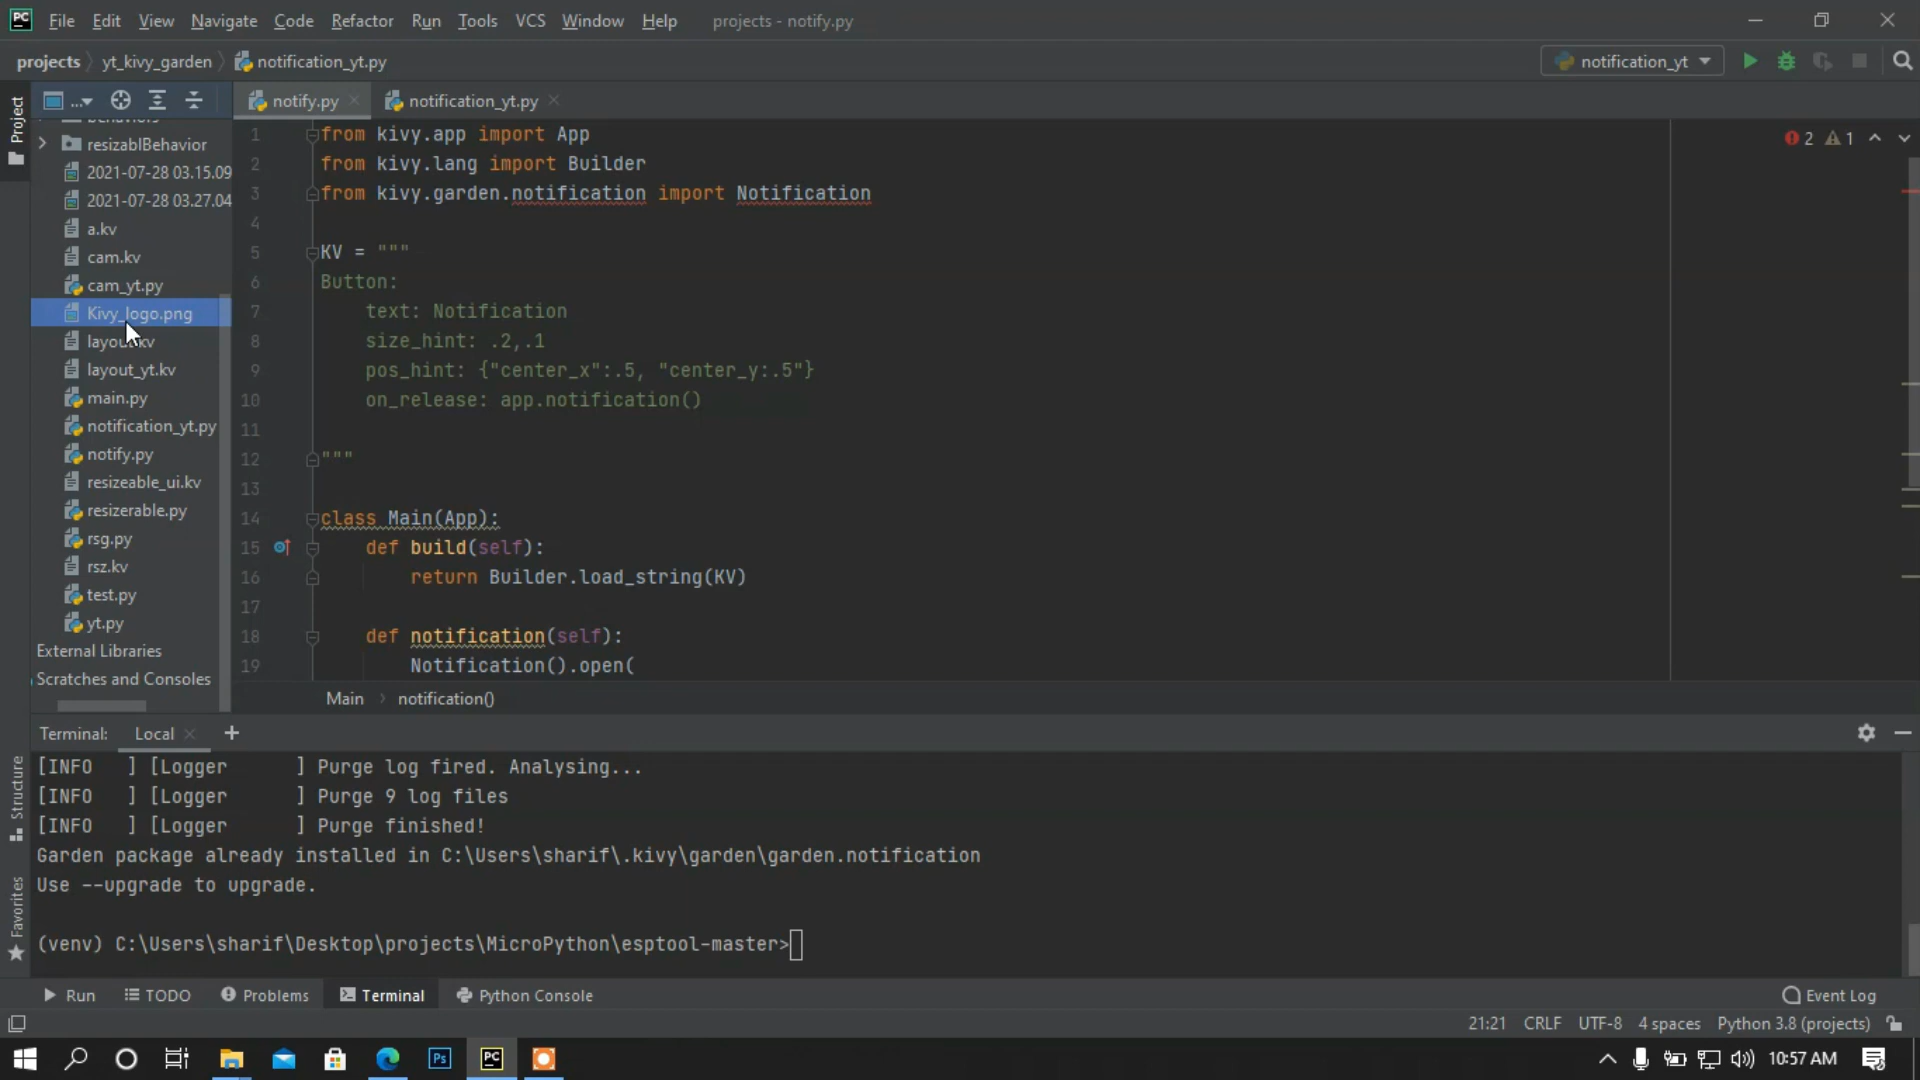 PC File Edit View Navigate Code Refactor Run Tools VCS Window Help projects - notify.py
projects yt_kivy_garden notification_yt.py notification_yt
Project
...
notify.py notification_yt.py
behaviors
resizablBehavior
2021-07-28 03.15.09
2021-07-28 03.27.04
a.kv
cam.kv
cam_yt.py
Kivy_logo.png
layout.kv
layout_yt.kv
main.py
notification_yt.py
notify.py
resizeable_ui.kv
resizerable.py
rsg.py
rsz.kv
test.py
yt.py
External Libraries
Scratches and Consoles
2 1
1 from kivy.app import App
2 from kivy.lang import Builder
3 from kivy.garden.notification import Notification
4
5 KV = """
6 Button:
7 text: Notification
8 size_hint: .2,.1
9 pos_hint: {"center_x":.5, "center_y:.5"}
10 on_release: app.notification()
11
12 """
13
14 class Main(App):
15 def build(self):
16 return Builder.load_string(KV)
17
18 def notification(self):
19 Notification().open(
Main notification()
Terminal: Local +
[INFO ] [Logger ] Purge log fired. Analysing...
[INFO ] [Logger ] Purge 9 log files
[INFO ] [Logger ] Purge finished!
Garden package already installed in C:\Users\sharif\.kivy\garden\garden.notification
Use --upgrade to upgrade.
(venv) C:\Users\sharif\Desktop\projects\MicroPython\esptool-master>
Structure
Favorites
Run TODO Problems Terminal Python Console Event Log
21:21 CRLF UTF-8 4 spaces Python 3.8 (projects)
Ps PC 10:57 AM